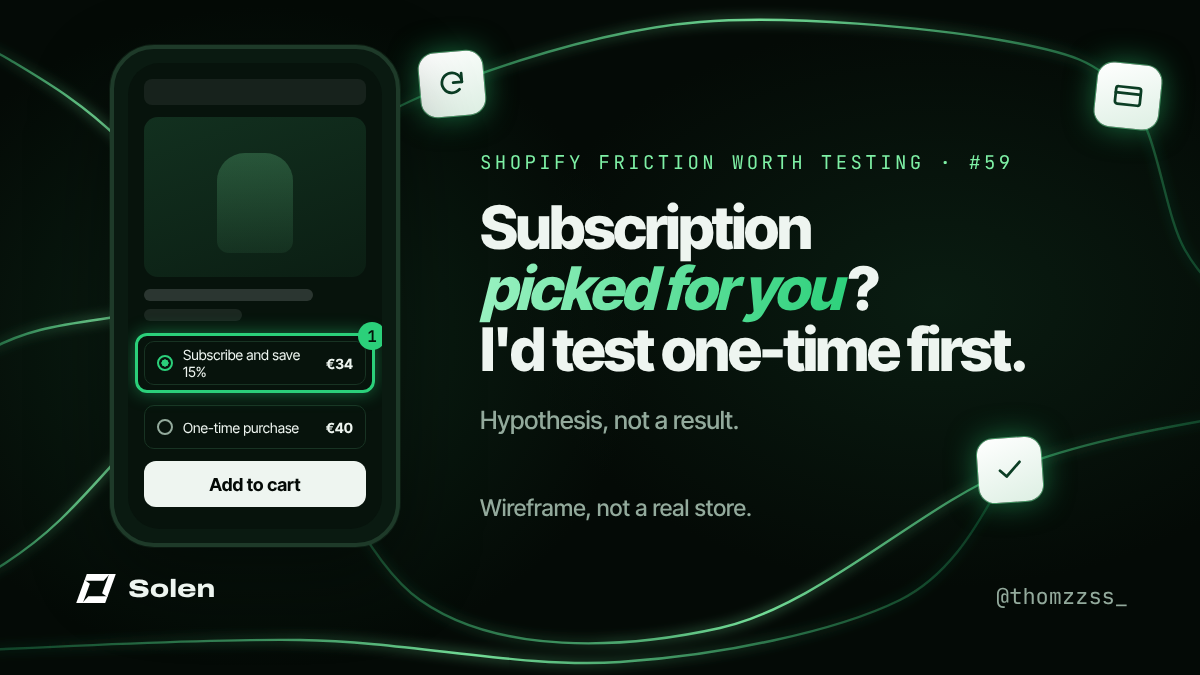 SHOPIFY FRICTION WORTH TESTING · #59
Subscription
picked for you?
I'd test one-time first.
Hypothesis, not a result.
Wireframe, not a real store.
1
Subscribe and save
15%
€34
One-time purchase
€40
Add to cart
Solen
@thomzzss_